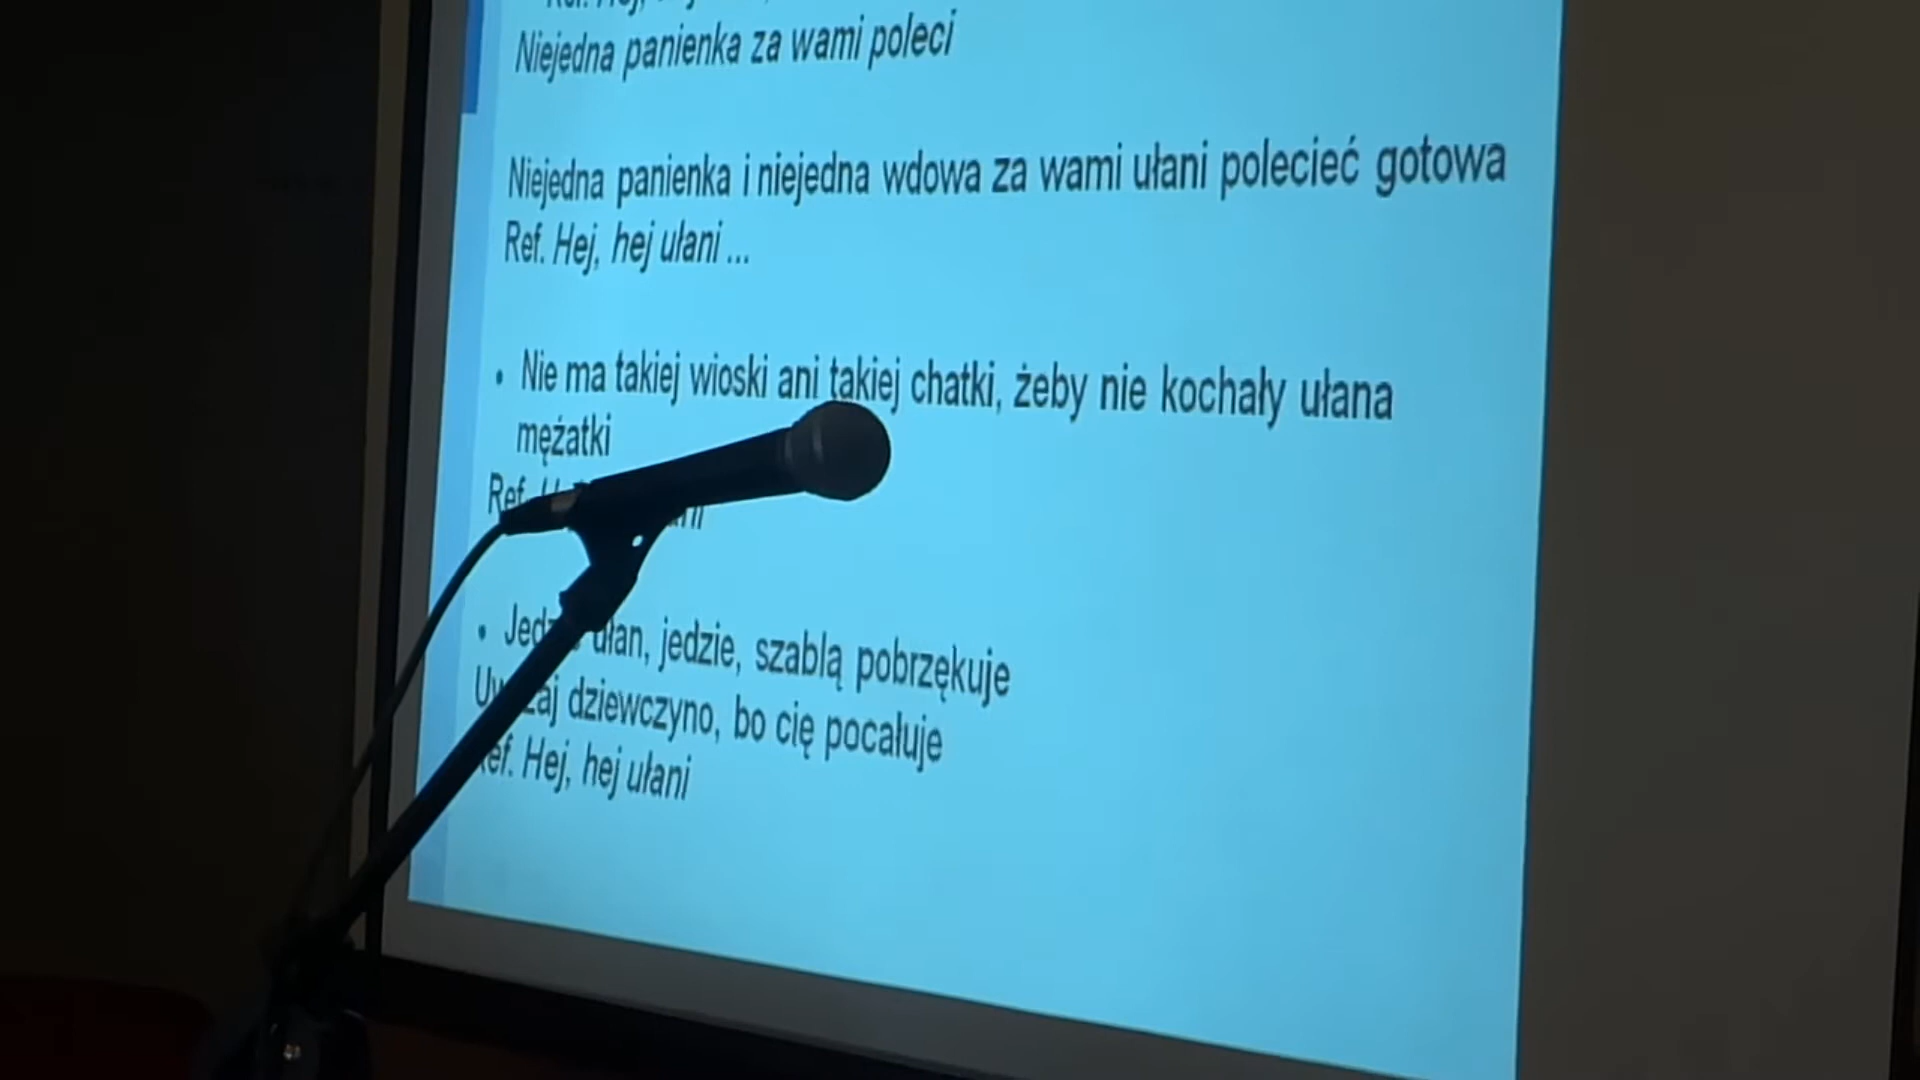 Niejedna panienka za wami poleci
Niejedna panienka i niejedna wdowa za wami ułani polecieć gotowa
Ref. Hej, hej ułani ...
• Nie ma takiej wioski ani takiej chatki, żeby nie kochały ułana
mężatki
Ref.
• ułan, jedzie, szablą pobrzękuje
dziewczyno, bo cię pocałuje
Ref. Hej, hej ułani